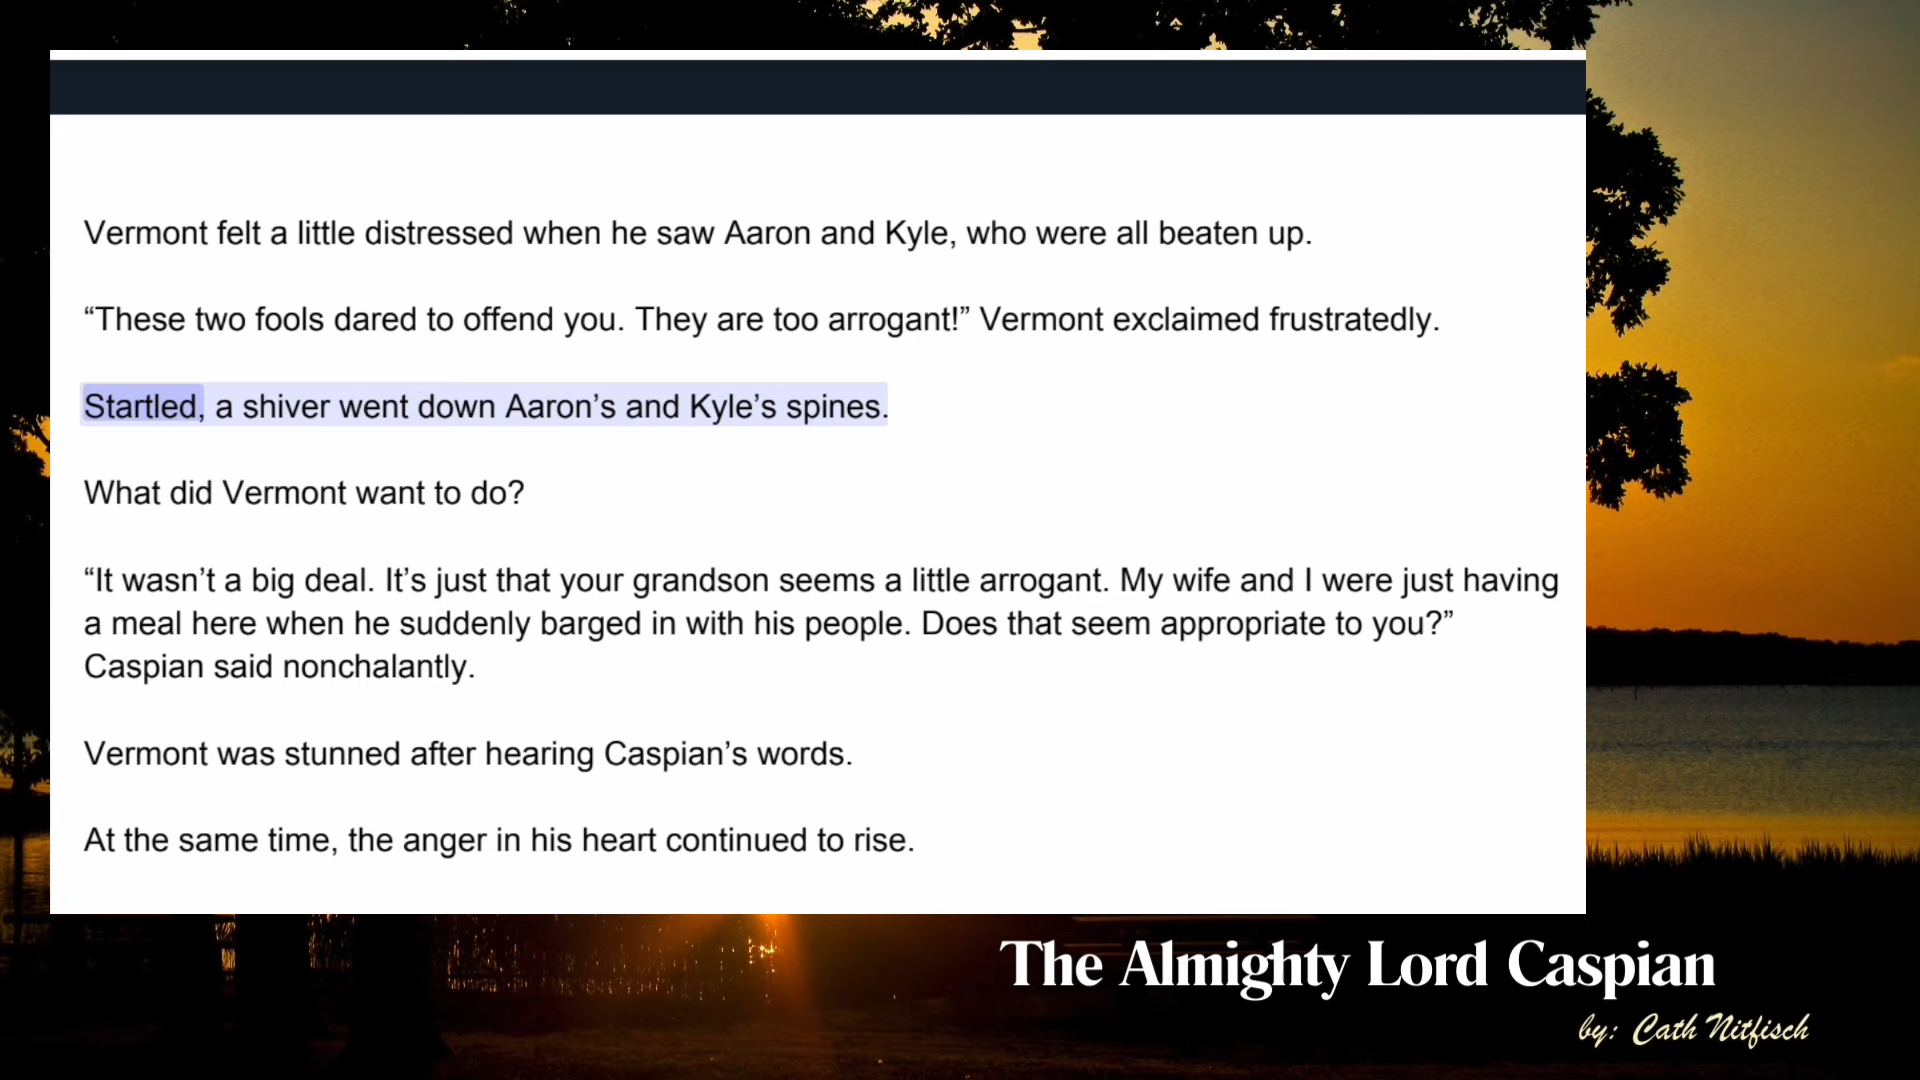 Vermont felt a little distressed when he saw Aaron and Kyle, who were all beaten up.
“These two fools dared to offend you. They are too arrogant!” Vermont exclaimed frustratedly.
Startled, a shiver went down Aaron’s and Kyle’s spines.
What did Vermont want to do?
“It wasn’t a big deal. It’s just that your grandson seems a little arrogant. My wife and I were just having
a meal here when he suddenly barged in with his people. Does that seem appropriate to you?”
Caspian said nonchalantly.
Vermont was stunned after hearing Caspian’s words.
At the same time, the anger in his heart continued to rise.
The Almighty Lord Caspian
by: Cath Nitfisch